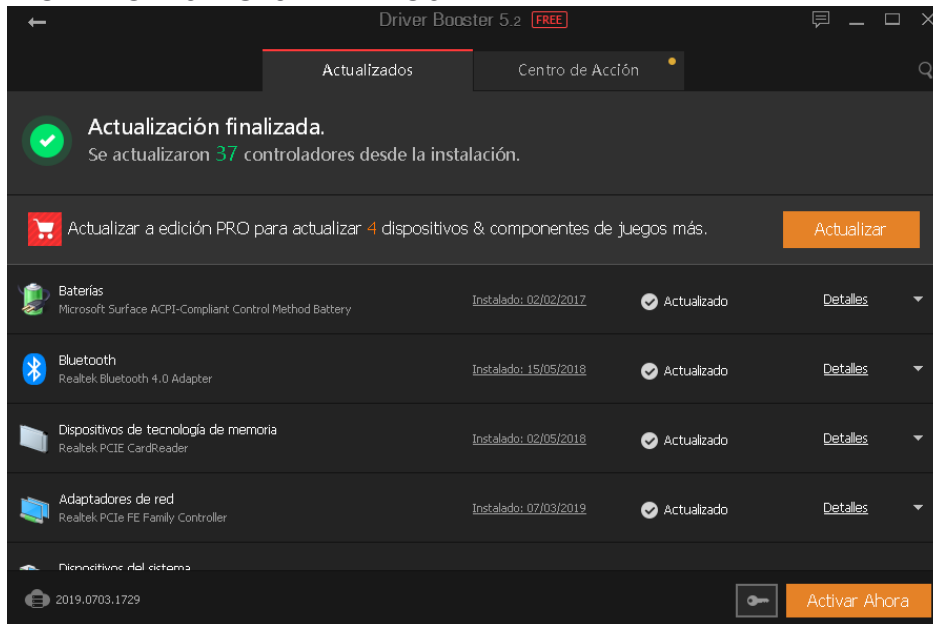 Driver Booster 5.2 FREE
Actualizados
Centro de Acción
Actualización finalizada.
Se actualizaron 37 controladores desde la instalación.
Actualizar a edición PRO para actualizar 4 dispositivos & componentes de juegos más.
Actualizar
Baterías
Microsoft Surface ACPI-Compliant Control Method Battery
Instalado: 02/02/2017
Actualizado
Detalles
Bluetooth
Realtek Bluetooth 4.0 Adapter
Instalado: 15/05/2018
Actualizado
Detalles
Dispositivos de tecnología de memoria
Realtek PCIE CardReader
Instalado: 02/05/2018
Actualizado
Detalles
Adaptadores de red
Realtek PCIe FE Family Controller
Instalado: 07/03/2019
Actualizado
Detalles
Dispositivos del sistema
2019.0703.1729
Activar Ahora